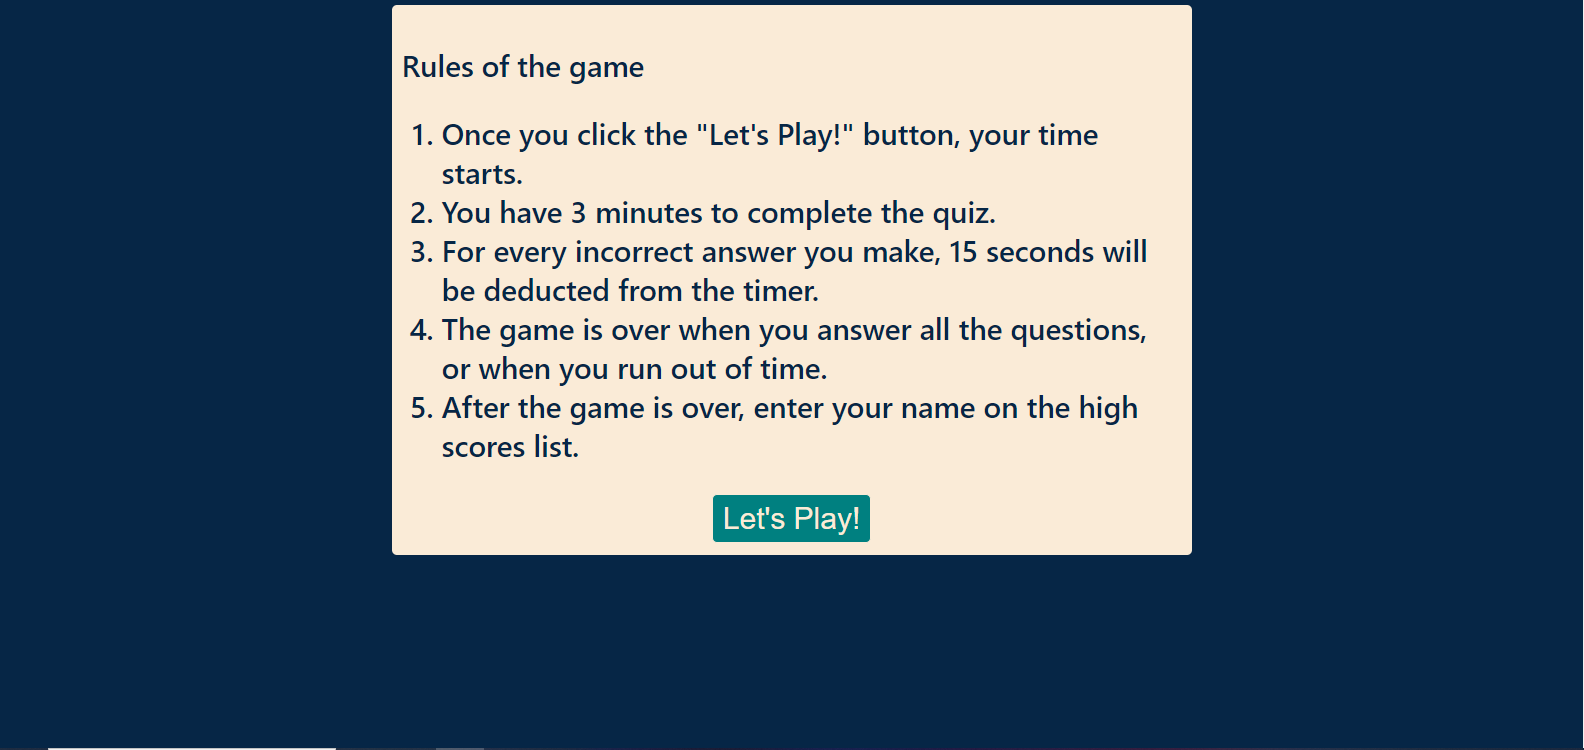 Rules of the game
1. Once you click the "Let's Play!" button, your time
starts.
2. You have 3 minutes to complete the quiz.
3. For every incorrect answer you make, 15 seconds will
be deducted from the timer.
4. The game is over when you answer all the questions,
or when you run out of time.
5. After the game is over, enter your name on the high
scores list.
Let's Play!